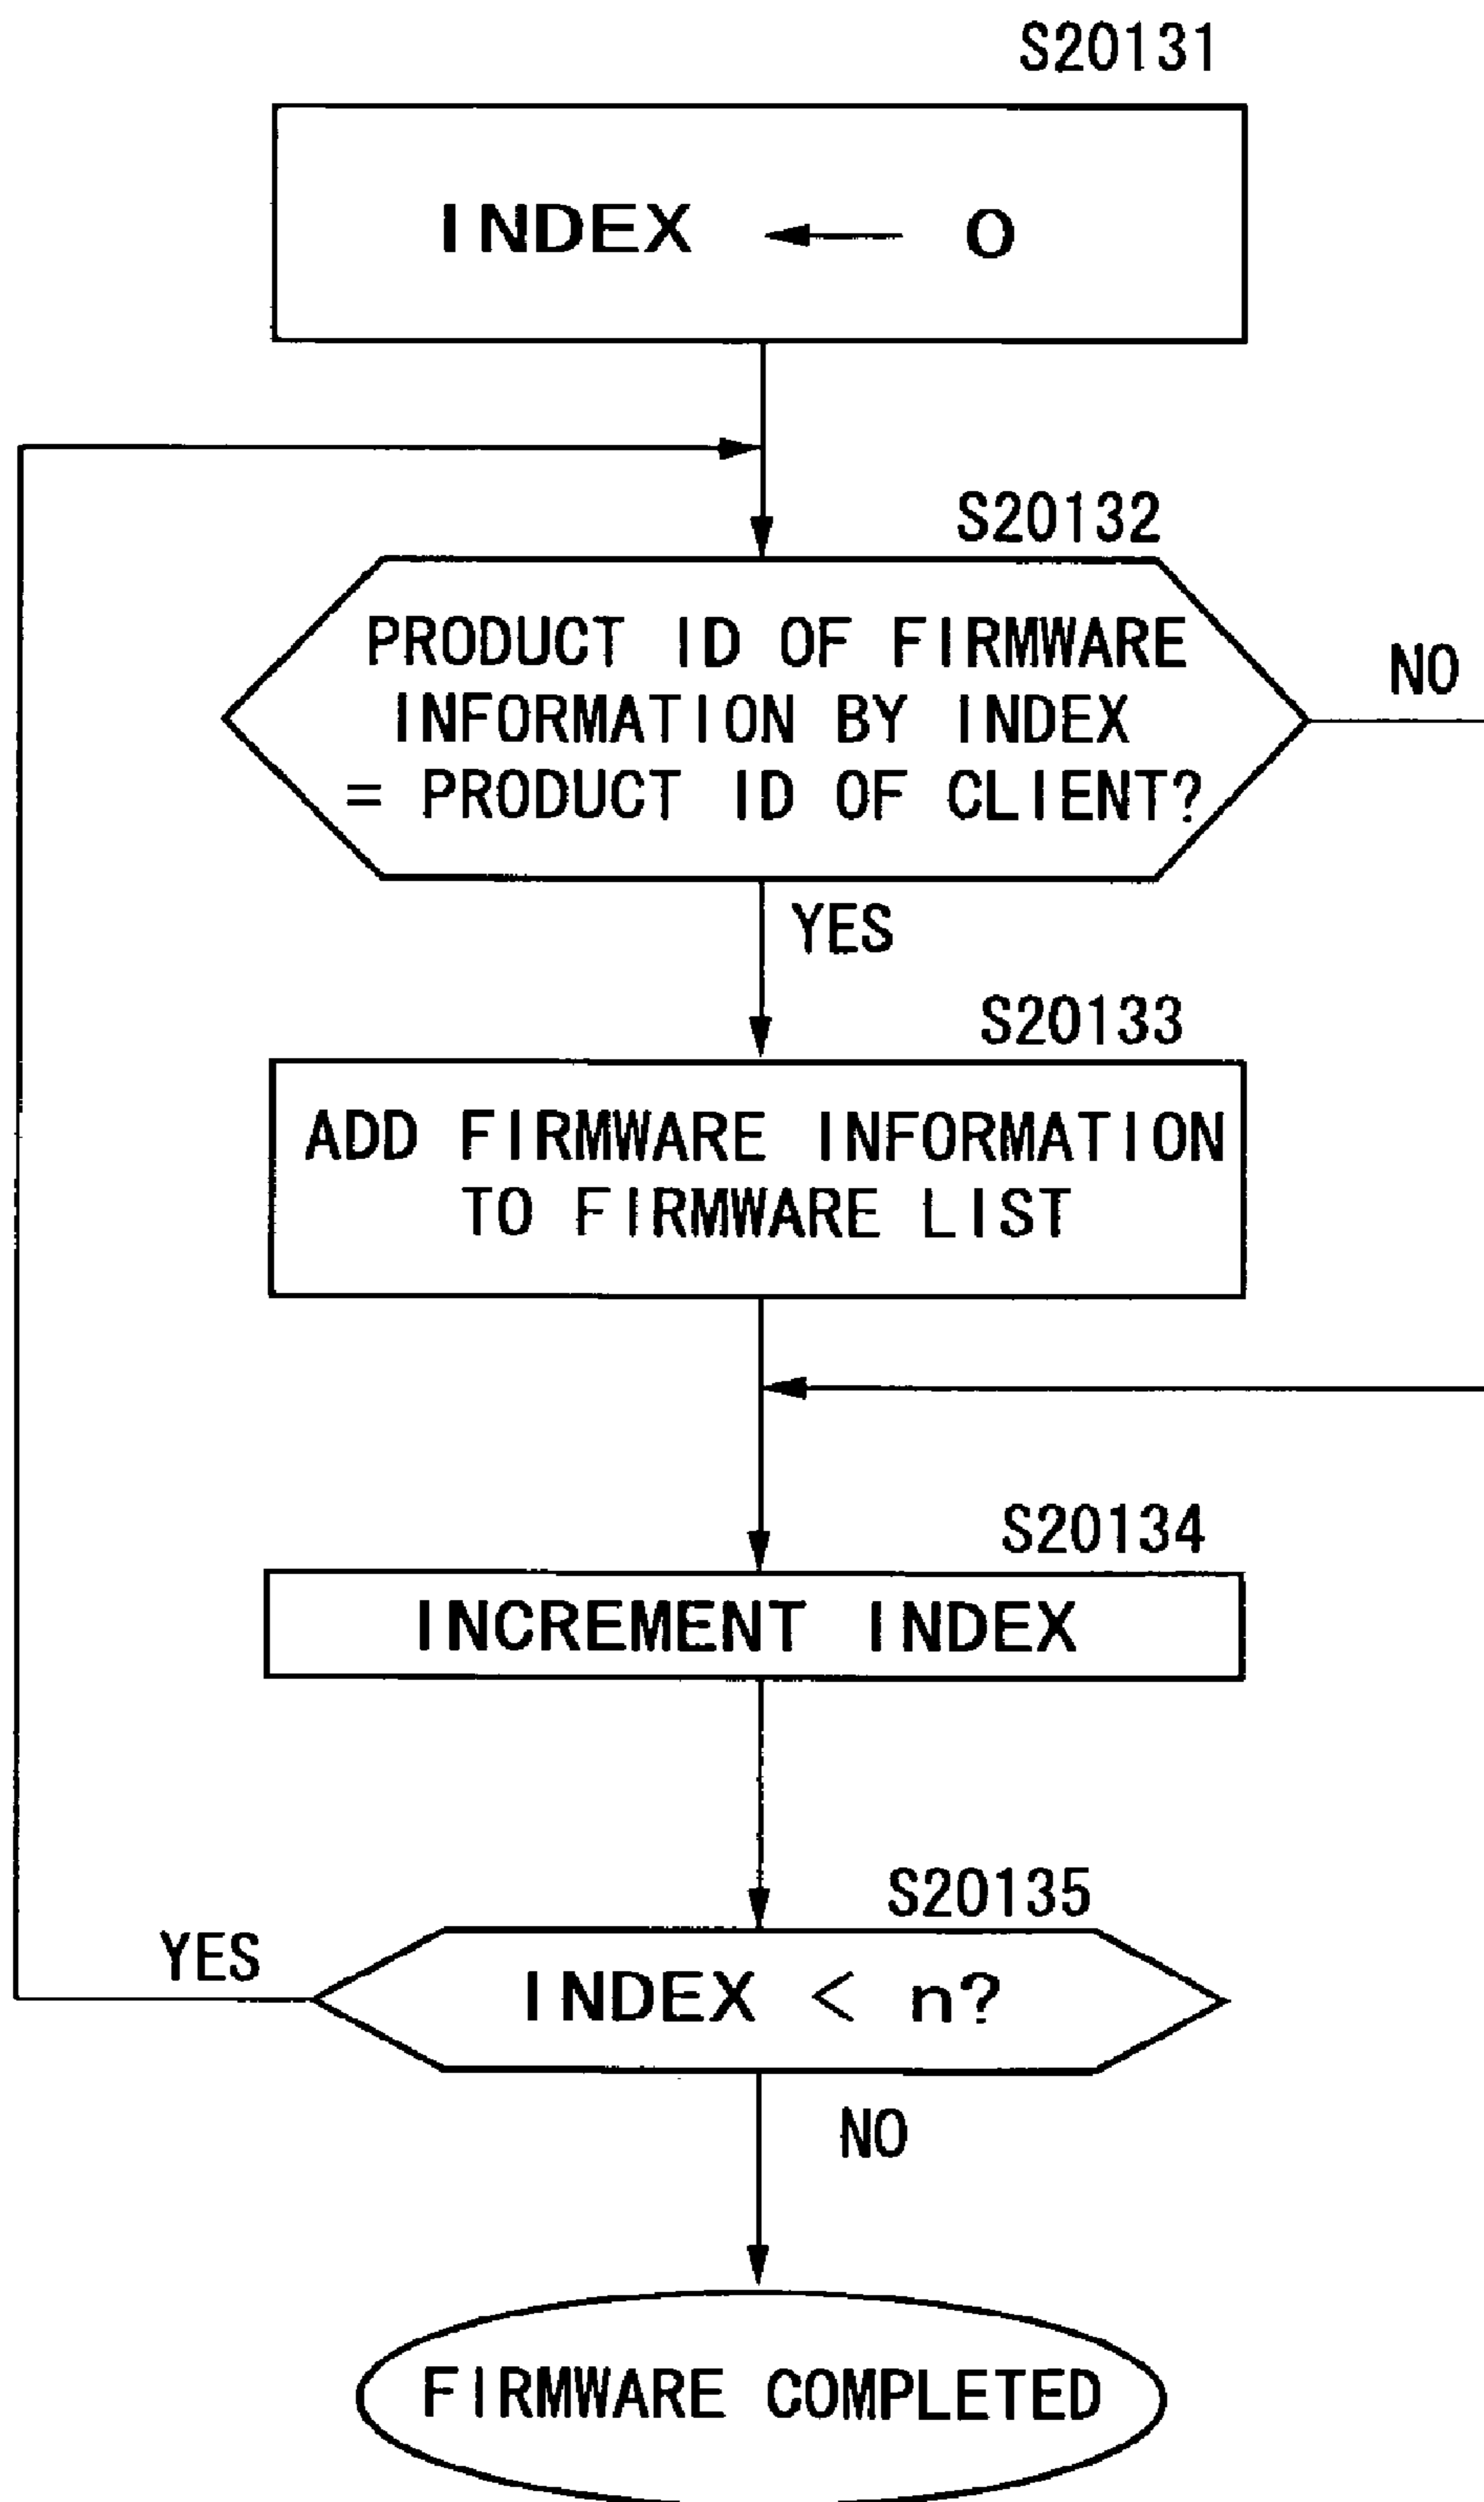 S20131
INDEX ← 0
S20132
PRODUCT ID OF FIRMWARE
INFORMATION BY INDEX
= PRODUCT ID OF CLIENT?
NO
YES
S20133
ADD FIRMWARE INFORMATION
TO FIRMWARE LIST
S20134
INCREMENT INDEX
S20135
YES
INDEX < n?
NO
FIRMWARE COMPLETED